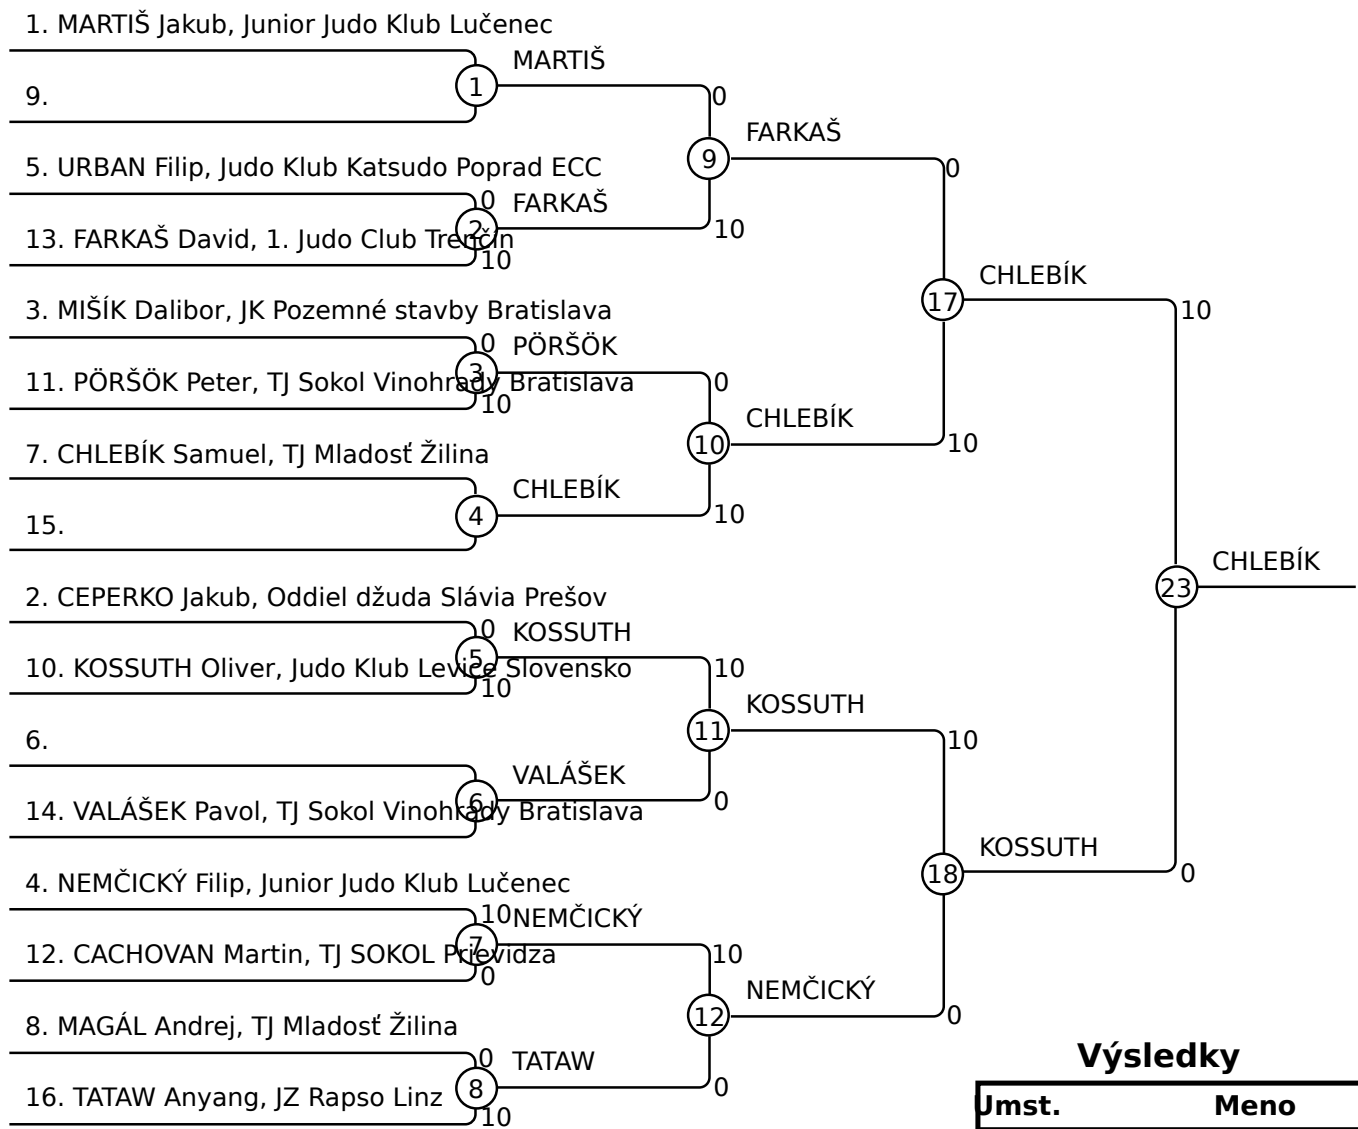 1. MARTIŠ Jakub, Junior Judo Klub Lučenec
MARTIŠ
1
0
9.
FARKAŠ
9
5. URBAN Filip, Judo Klub Katsudo Poprad ECC
0
0
FARKAŠ
2
10
13. FARKAŠ David, 1. Judo Club Trenčín
10
CHLEBÍK
17
10
3. MIŠÍK Dalibor, JK Pozemné stavby Bratislava
0
PÖRŠÖK
3
0
11. PÖRŠÖK Peter, TJ Sokol Vinohrady Bratislava
10
CHLEBÍK
10
10
7. CHLEBÍK Samuel, TJ Mladosť Žilina
CHLEBÍK
4
10
15.
CHLEBÍK
23
2. CEPERKO Jakub, Oddiel džuda Slávia Prešov
0
KOSSUTH
5
10
10. KOSSUTH Oliver, Judo Klub Levice Slovensko
10
KOSSUTH
11
10
6.
VALÁŠEK
6
0
14. VALÁŠEK Pavol, TJ Sokol Vinohrady Bratislava
KOSSUTH
18
0
4. NEMČICKÝ Filip, Junior Judo Klub Lučenec
10
NEMČICKÝ
7
10
12. CACHOVAN Martin, TJ SOKOL Prievidza
0
NEMČICKÝ
12
0
8. MAGÁL Andrej, TJ Mladosť Žilina
0
TATAW
8
0
16. TATAW Anyang, JZ Rapso Linz
10
Výsledky
Umst. Meno